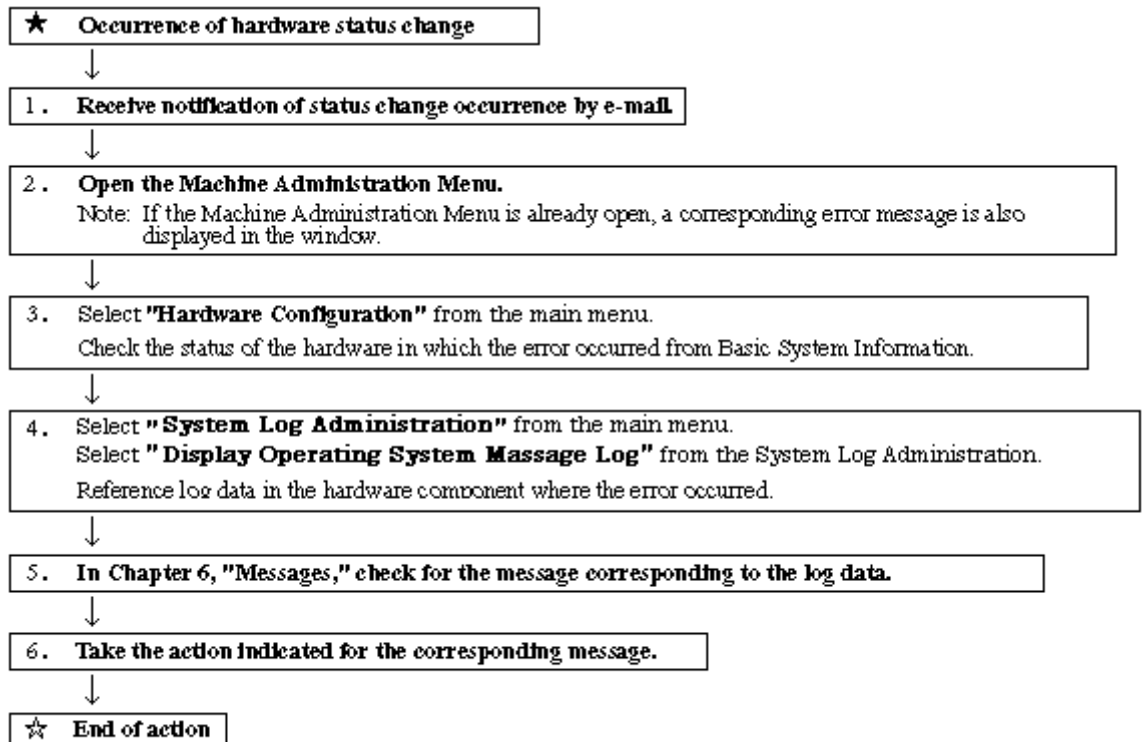 ★ Occurrence of hardware status change
↓
1. Receive notification of status change occurrence by e-mail.
↓
2. Open the Machine Administration Menu.
Note: If the Machine Administration Menu is already open, a corresponding error message is also
displayed in the window.
↓
3. Select "Hardware Configuration" from the main menu.
Check the status of the hardware in which the error occurred from Basic System Information.
↓
4. Select "System Log Administration" from the main menu.
Select "Display Operating System Massage Log" from the System Log Administration.
Reference log data in the hardware component where the error occurred.
↓
5. In Chapter 6, "Messages," check for the message corresponding to the log data.
↓
6. Take the action indicated for the corresponding message.
↓
☆ End of action